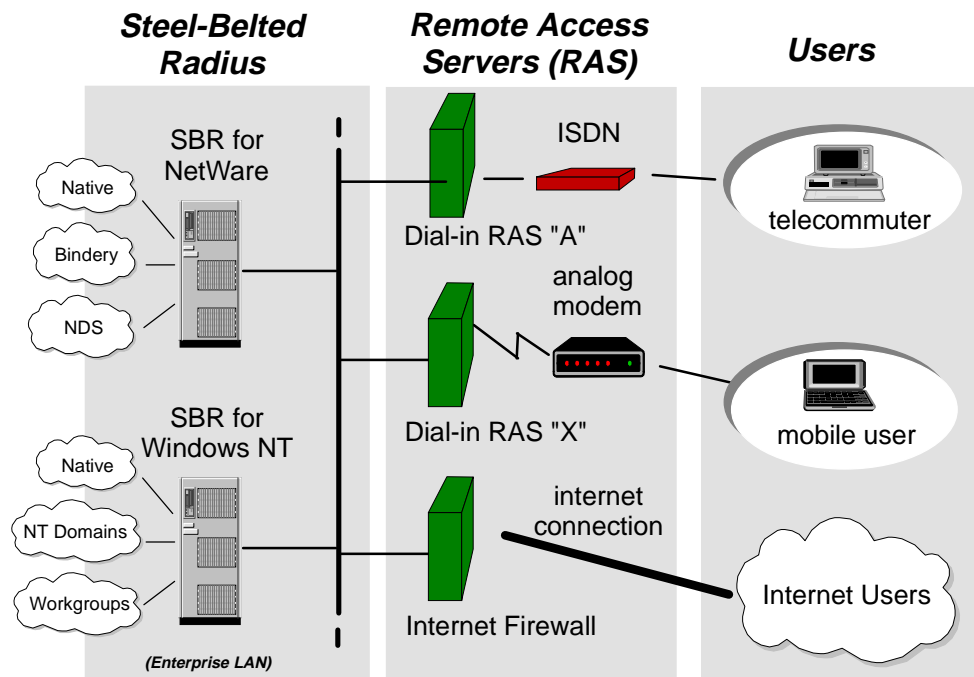 Steel-Belted
Radius
Remote Access
Servers (RAS)
Users
SBR for
NetWare
Native
Bindery
NDS
SBR for
Windows NT
Native
NT Domains
Workgroups
(Enterprise LAN)
ISDN
Dial-in RAS "A"
analog
modem
Dial-in RAS "X"
internet
connection
Internet Firewall
telecommuter
mobile user
Internet Users